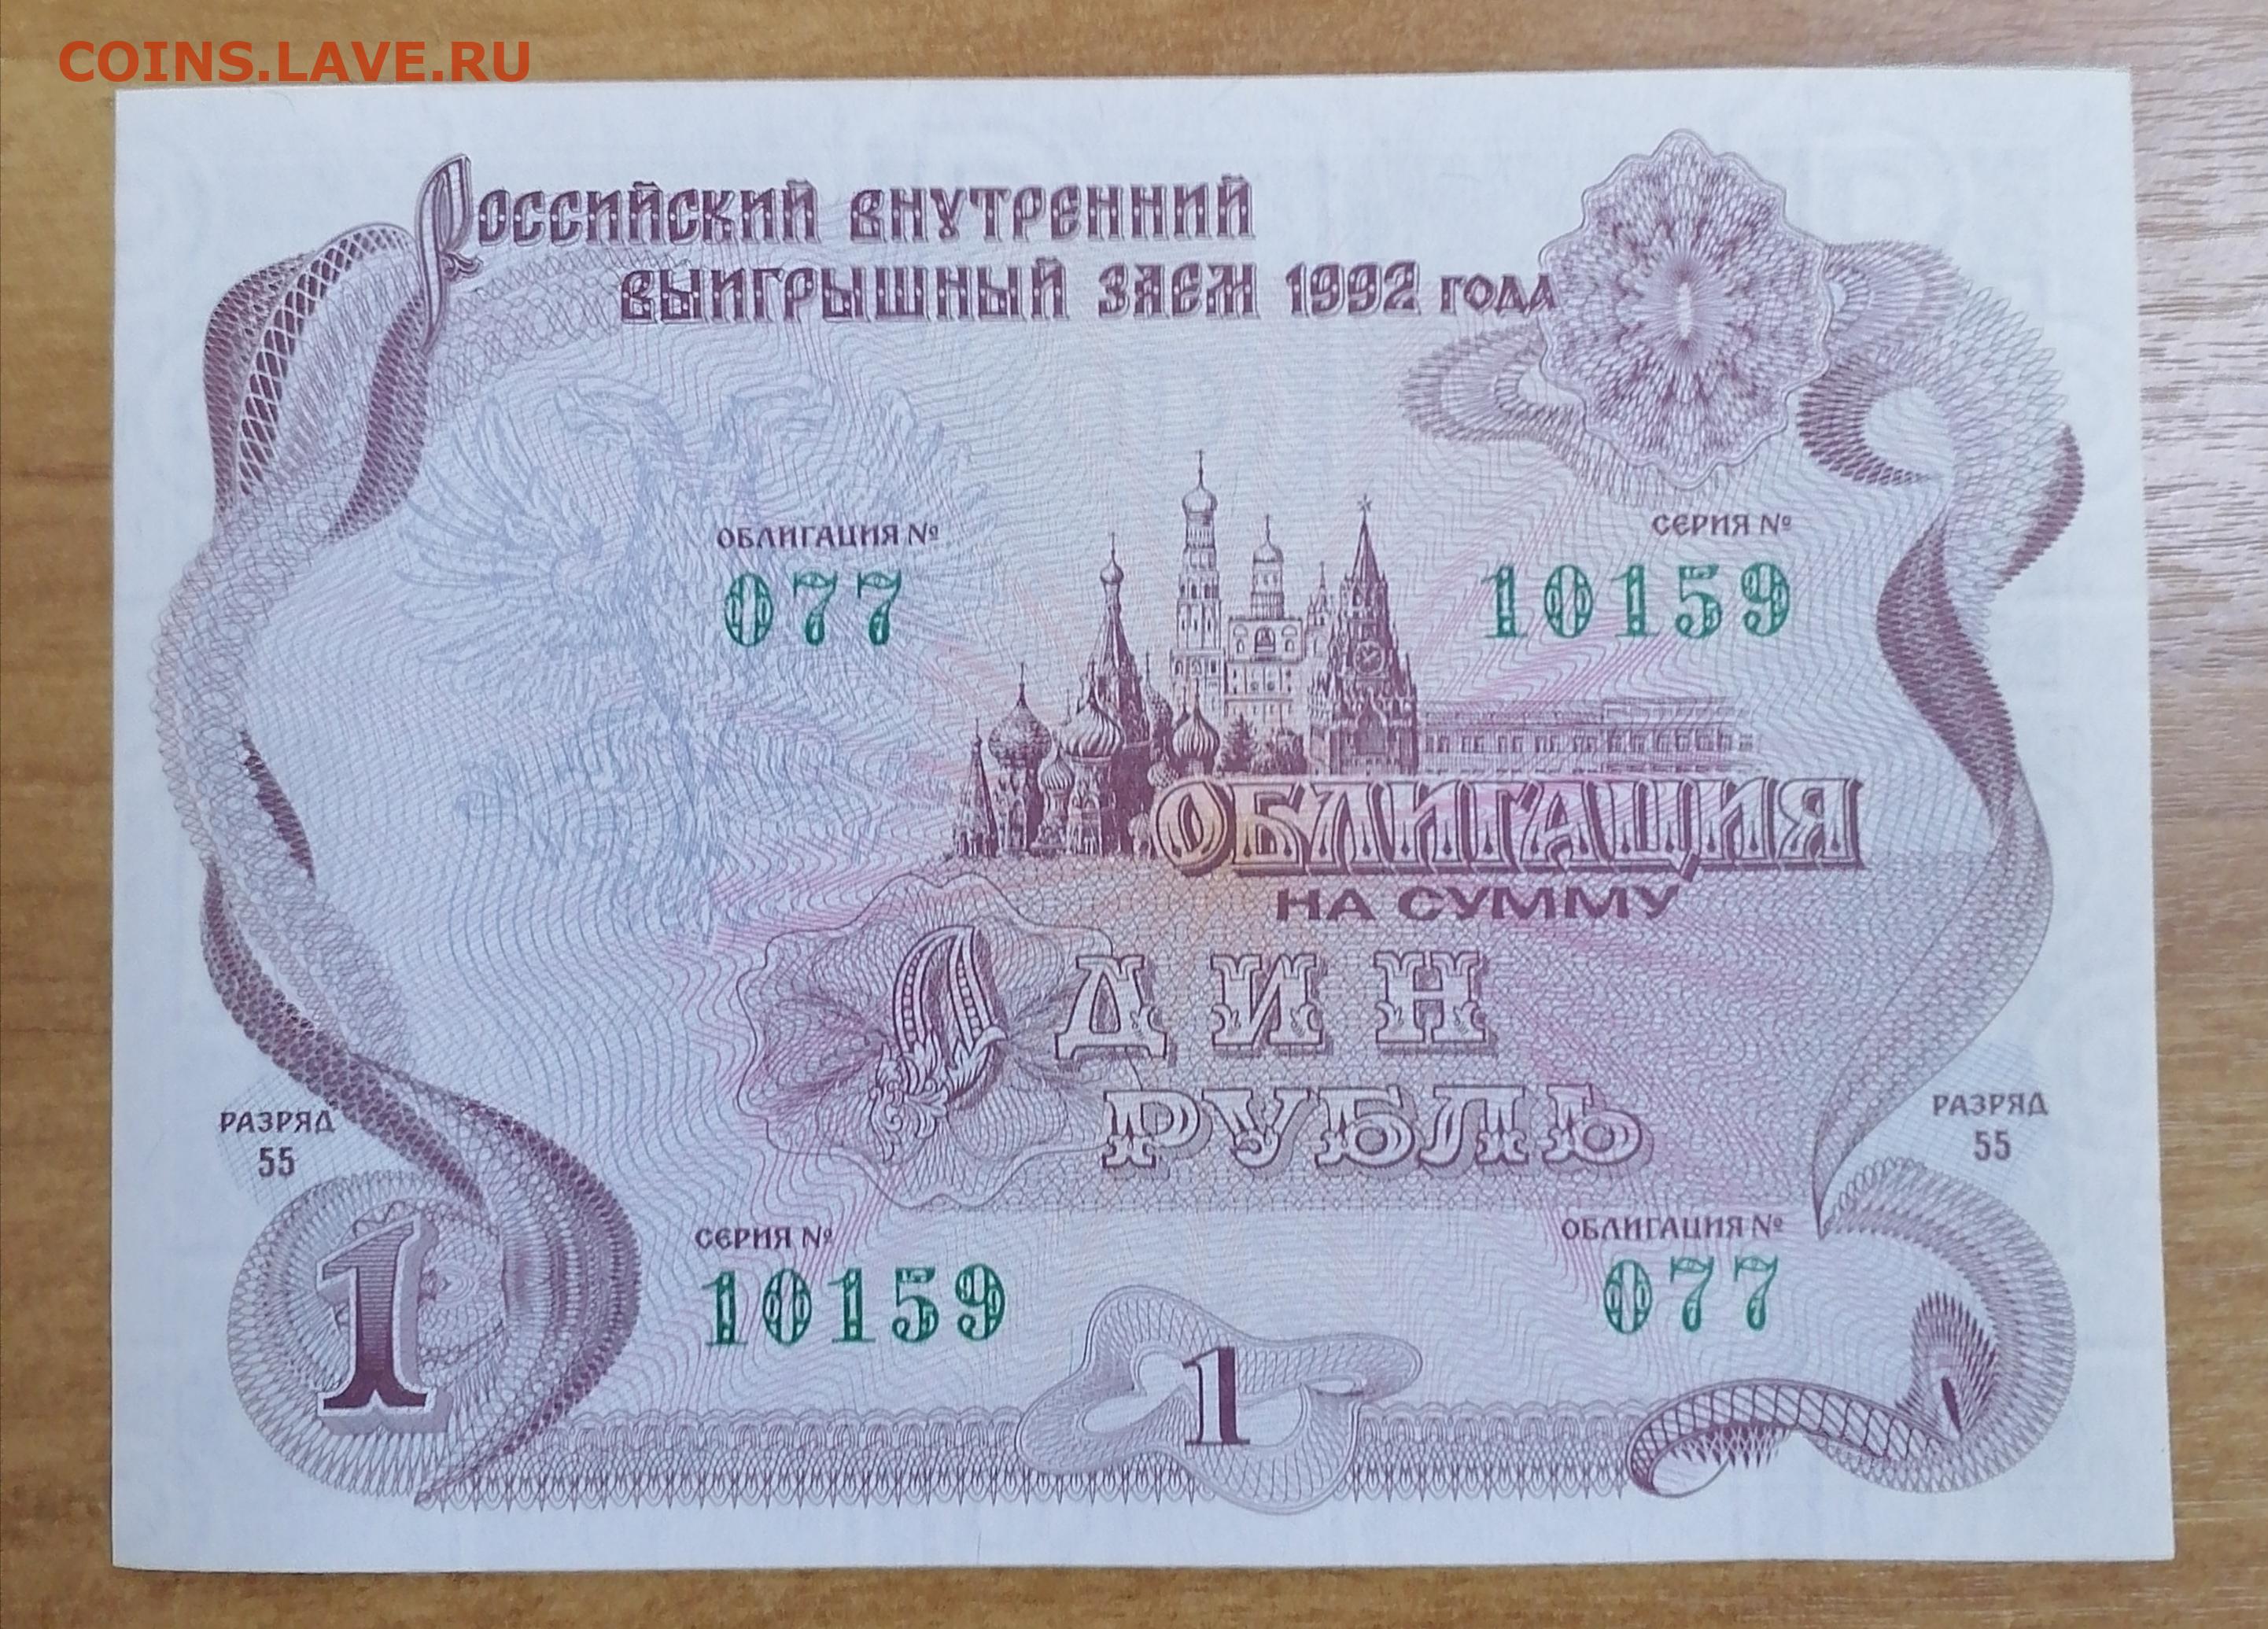 COINS.LAVE.RU
Российский внутренний
выигрышный заем 1992 года
ОБЛИГАЦИЯ № СЕРИЯ №
077 10159
ОБЛИГАЦИЯ
НА СУММУ
ОДИН
РУБЛЬ
РАЗРЯД РАЗРЯД
55 55
СЕРИЯ № ОБЛИГАЦИЯ №
10159 077
1 1